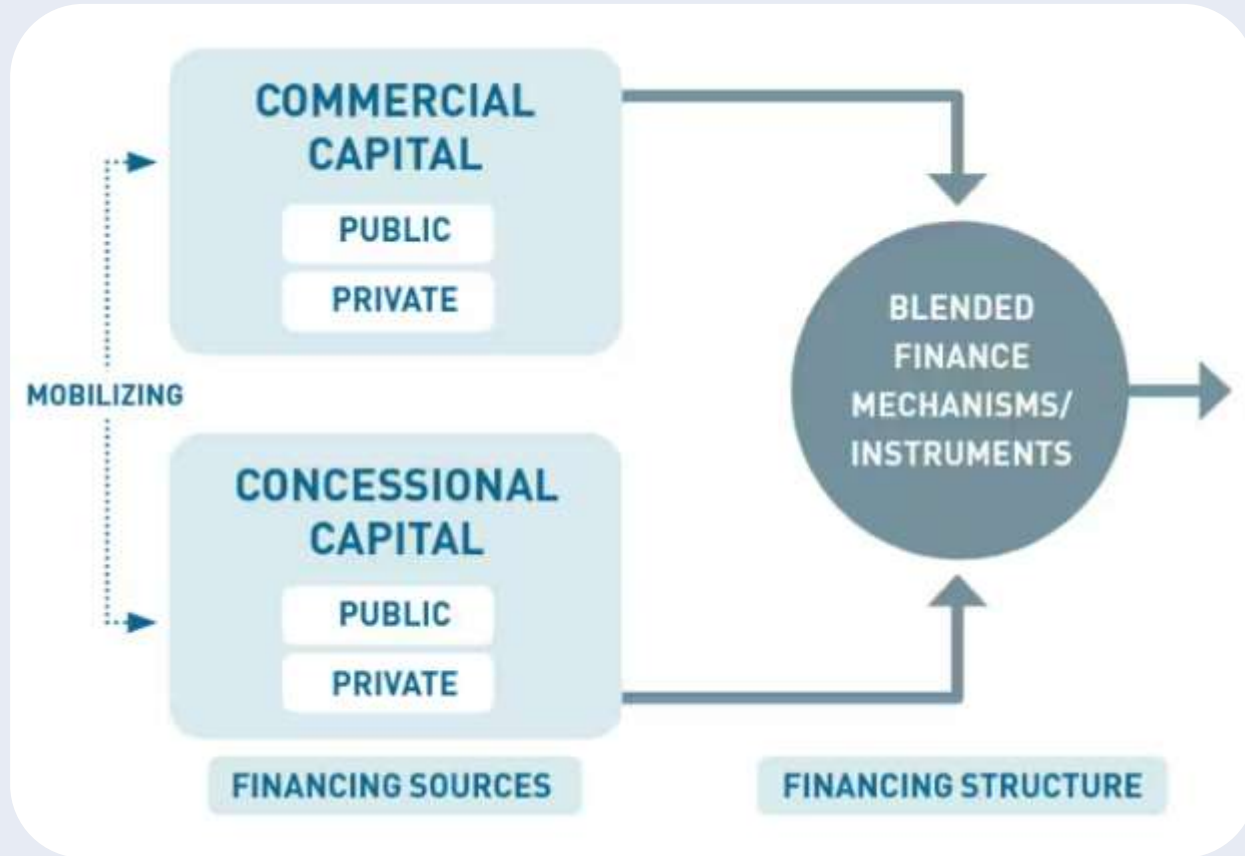 COMMERCIAL
CAPITAL
PUBLIC
PRIVATE
MOBILIZING
CONCESSIONAL
CAPITAL
PUBLIC
PRIVATE
FINANCING SOURCES
BLENDED
FINANCE
MECHANISMS/
INSTRUMENTS
FINANCING STRUCTURE